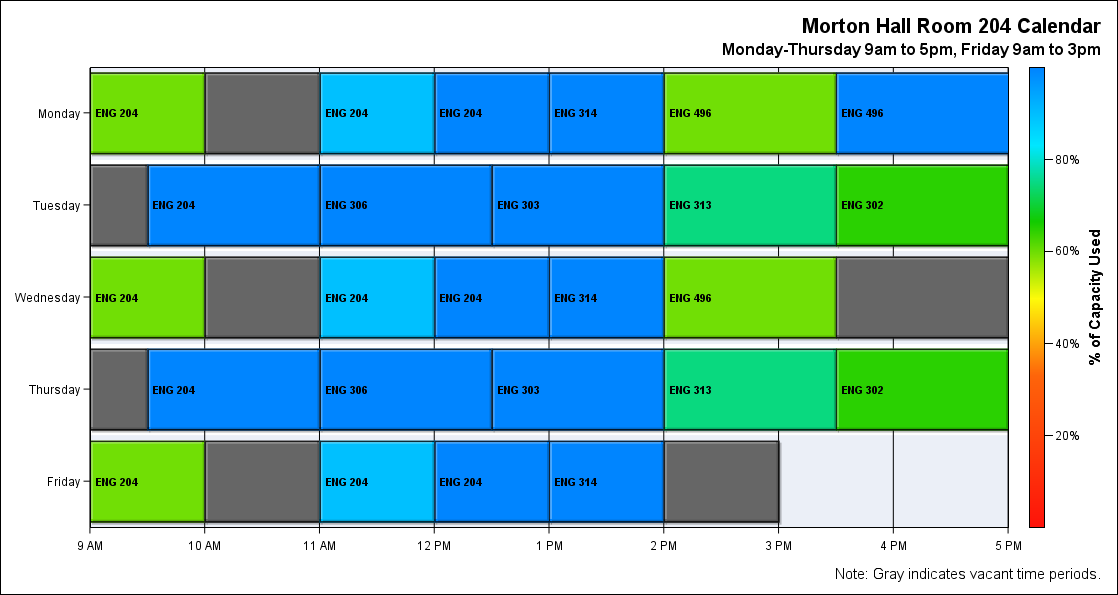 Morton Hall Room 204 Calendar
Monday-Thursday 9am to 5pm, Friday 9am to 3pm
Monday
ENG 204
ENG 204
ENG 204
ENG 314
ENG 496
ENG 496
Tuesday
ENG 204
ENG 306
ENG 303
ENG 313
ENG 302
Wednesday
ENG 204
ENG 204
ENG 204
ENG 314
ENG 496
Thursday
ENG 204
ENG 306
ENG 303
ENG 313
ENG 302
Friday
ENG 204
ENG 204
ENG 204
ENG 314
9 AM
10 AM
11 AM
12 PM
1 PM
2 PM
3 PM
4 PM
5 PM
80%
60%
40%
20%
% of Capacity Used
Note: Gray indicates vacant time periods.